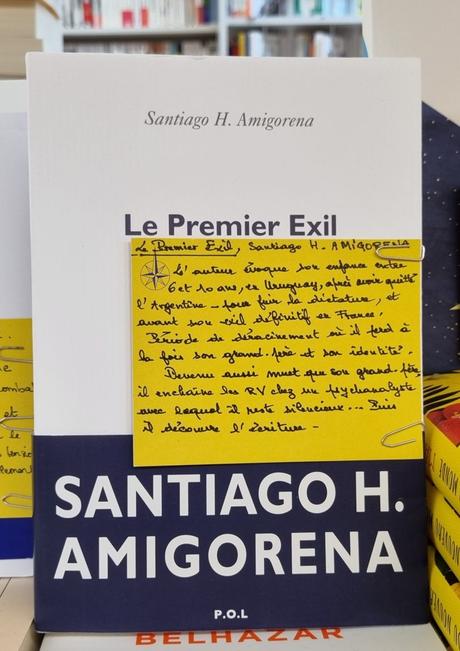 Santiago H. Amigorena
Le Premier Exil
Le Premier Exil, Santiago H. AMIGORENA
L'auteur évoque son enfance entre
6 et 10 ans, en Uruguay, après avoir quitté
l'Argentine - pour fuir la dictature, et
avant son exil définitif en France.
Période de déracinement où il perd à
la fois son grand-père et son identité.
Devenu aussi muet que son grand-père,
il enchaîne les RV chez un psychanalyste
avec lequel il reste silencieux... Puis
il découvre l'écriture -
SANTIAGO H.
AMIGORENA
P.O.L
BELHAZAR
et
le